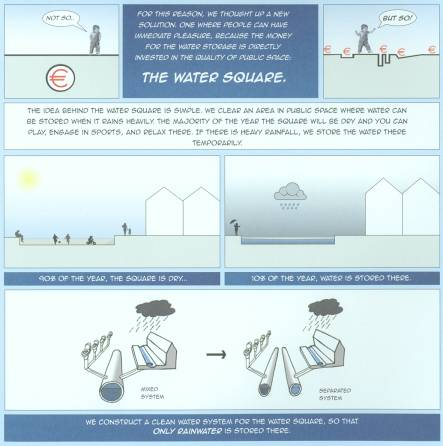 NOT SO..
FOR THIS REASON, WE THOUGHT UP A NEW
SOLUTION. ONE WHERE PEOPLE CAN HAVE
IMMEDIATE PLEASURE, BECAUSE THE MONEY
FOR THE WATER STORAGE IS DIRECTLY
INVESTED IN THE QUALITY OF PUBLIC SPACE:
THE WATER SQUARE.
BUT SO!
€
€ € € € €
THE IDEA BEHIND THE WATER SQUARE IS SIMPLE. WE CLEAR AN AREA IN PUBLIC SPACE WHERE WATER CAN
BE STORED WHEN IT RAINS HEAVILY. THE MAJORITY OF THE YEAR THE SQUARE WILL BE DRY AND YOU CAN
PLAY, ENGAGE IN SPORTS, AND RELAX THERE. IF THERE IS HEAVY RAINFALL, WE STORE THE WATER THERE
TEMPORARILY.
90% OF THE YEAR, THE SQUARE IS DRY...
10% OF THE YEAR, WATER IS STORED THERE.
MIXED
SYSTEM
SEPARATED
SYSTEM
WE CONSTRUCT A CLEAN WATER SYSTEM FOR THE WATER SQUARE, SO THAT
ONLY RAINWATER IS STORED THERE.